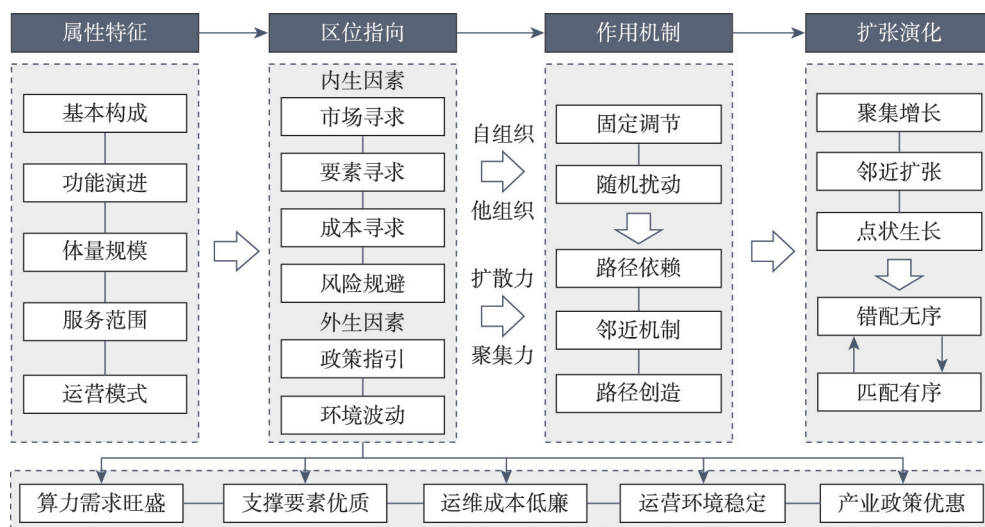 属性特征
区位指向
作用机制
扩张演化
基本构成
功能演进
体量规模
服务范围
运营模式
内生因素
市场寻求
要素寻求
成本寻求
风险规避
外生因素
政策指引
环境波动
自组织
他组织
扩散力
聚集力
固定调节
随机扰动
路径依赖
邻近机制
路径创造
聚集增长
邻近扩张
点状生长
错配无序
匹配有序
算力需求旺盛
支撑要素优质
运维成本低廉
运营环境稳定
产业政策优惠